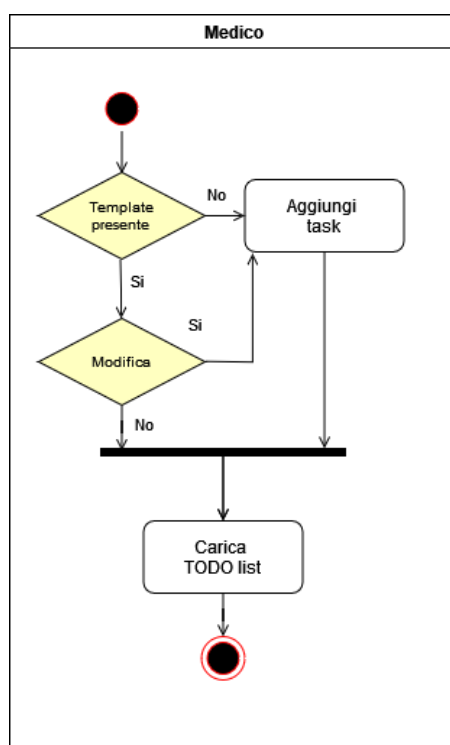 Medico
Template
presente
No
Aggiungi
task
Si
Si
Modifica
No
Carica
TODO list